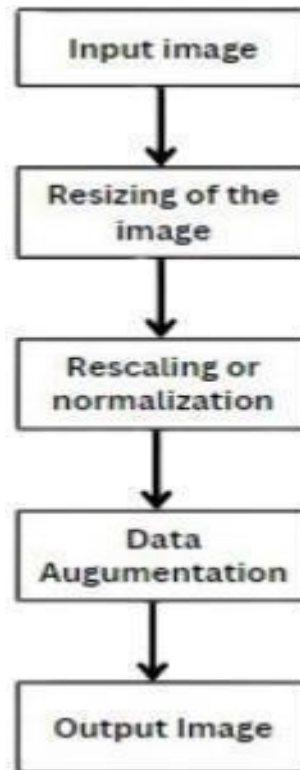 Input image
Resizing of the
image
Rescaling or
normalization
Data
Augumentation
Output Image